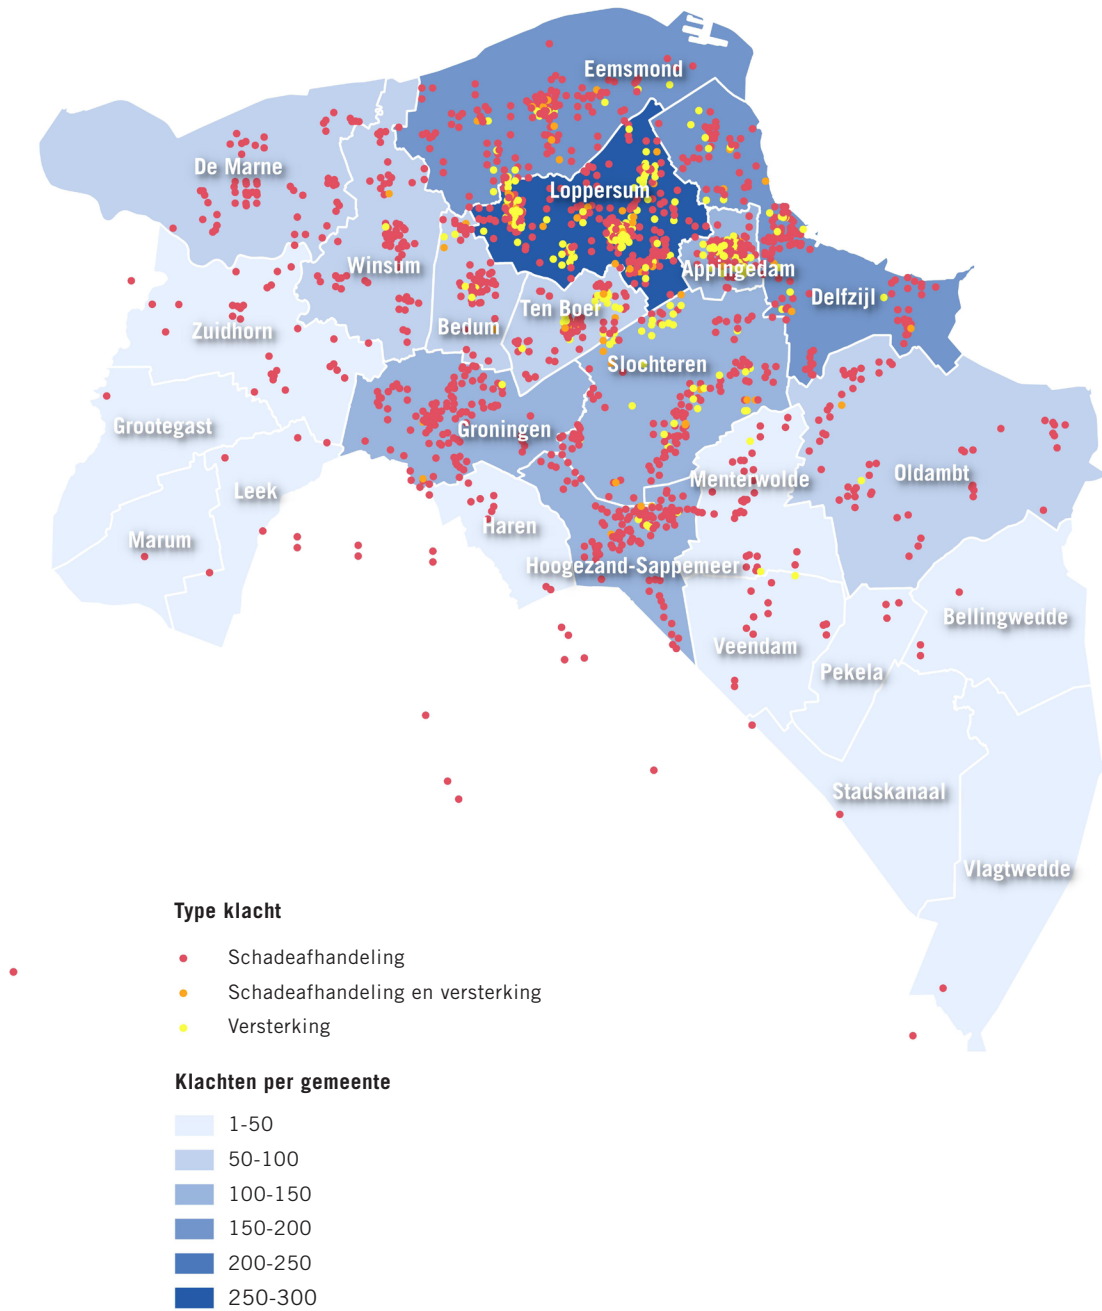 Eemsmond
De Marne
Loppersum
Winsum
Appingedam
Delfzijl
Ten Boer
Bedum
Zuidhorn
Slochteren
Grootegast
Groningen
Leek
Menterwolde
Oldambt
Haren
Marum
Hoogezand-Sappemeer
Bellingwedde
Veendam
Pekela
Stadskanaal
Vlagtwedde
Type klacht
Schadeafhandeling
Schadeafhandeling en versterking
Versterking
Klachten per gemeente
1-50
50-100
100-150
150-200
200-250
250-300